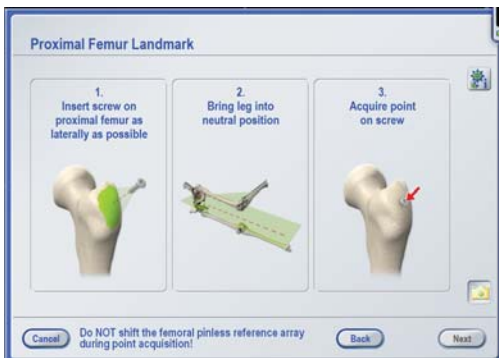 Proximal Femur Landmark
1.
Insert screw on
proximal femur as
laterally as possible
2.
Bring leg into
neutral position
3.
Acquire point
on screw
Cancel
Do NOT shift the femoral pinless reference array
during point acquisition!
Back
Next